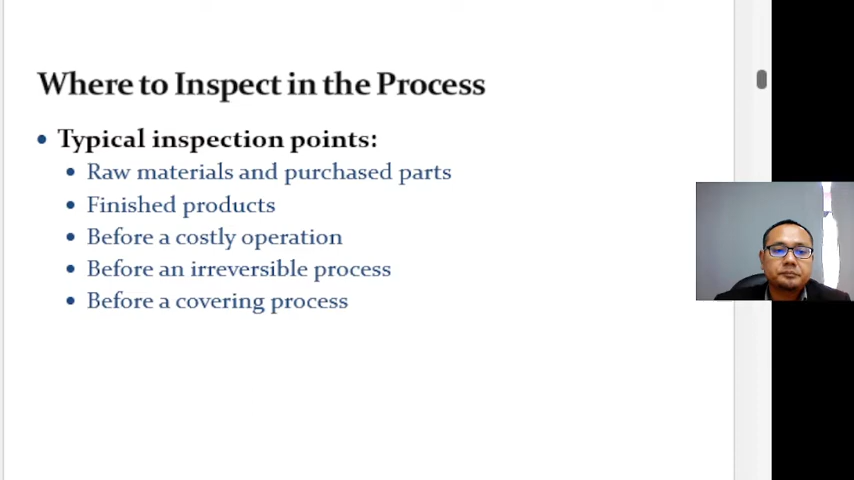 Where to Inspect in the Process
• Typical inspection points:
• Raw materials and purchased parts
• Finished products
• Before a costly operation
• Before an irreversible process
• Before a covering process